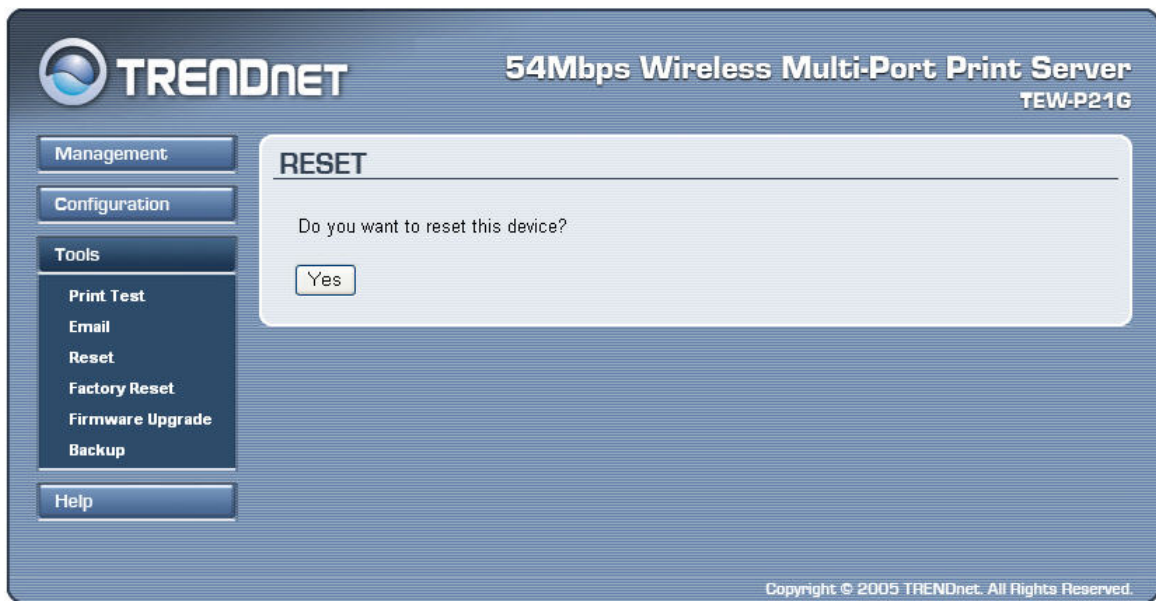 TRENDNET
54Mbps Wireless Multi-Port Print Server
TEW-P21G
Management
Configuration
Tools
Print Test
Email
Reset
Factory Reset
Firmware Upgrade
Backup
Help
RESET
Do you want to reset this device?
Yes
Copyright © 2005 TRENDnet. All Rights Reserved.